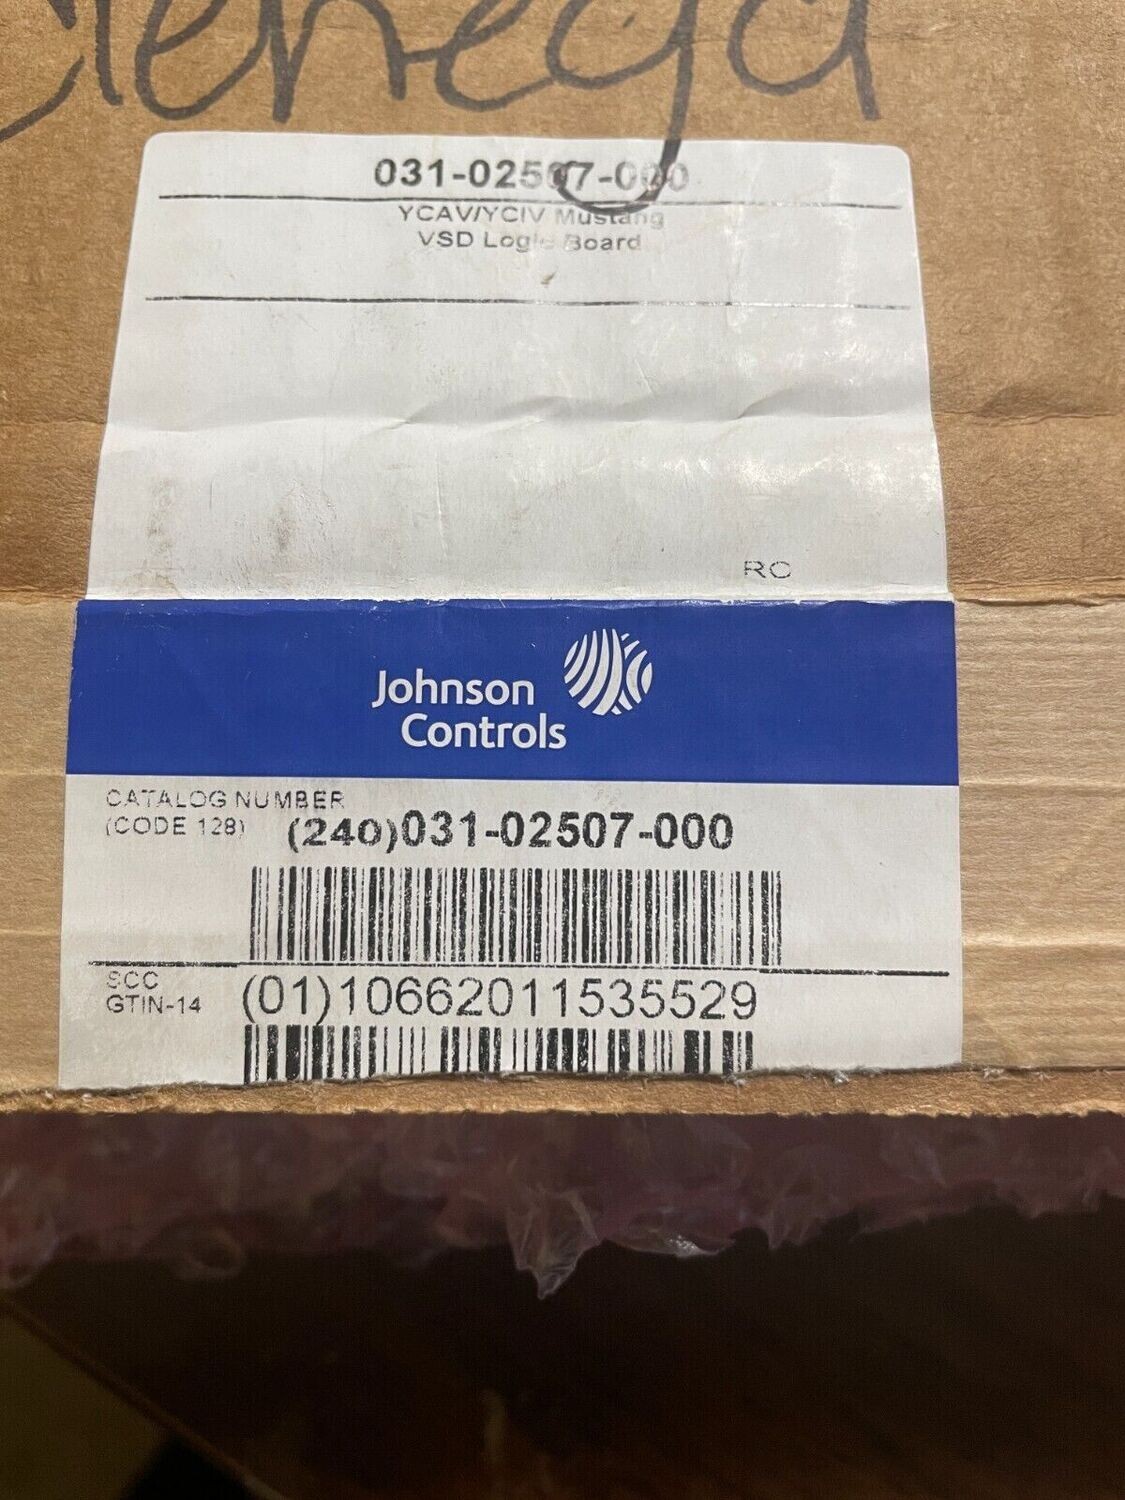 031-02507-000
YCAV/YCIV Mustang
VSD Logic Board
RO
Johnson
Controls
CATALOG NUMBER
(CODE 128) (240)031-02507-000
SCC
GTIN-14 (01)10662011535529